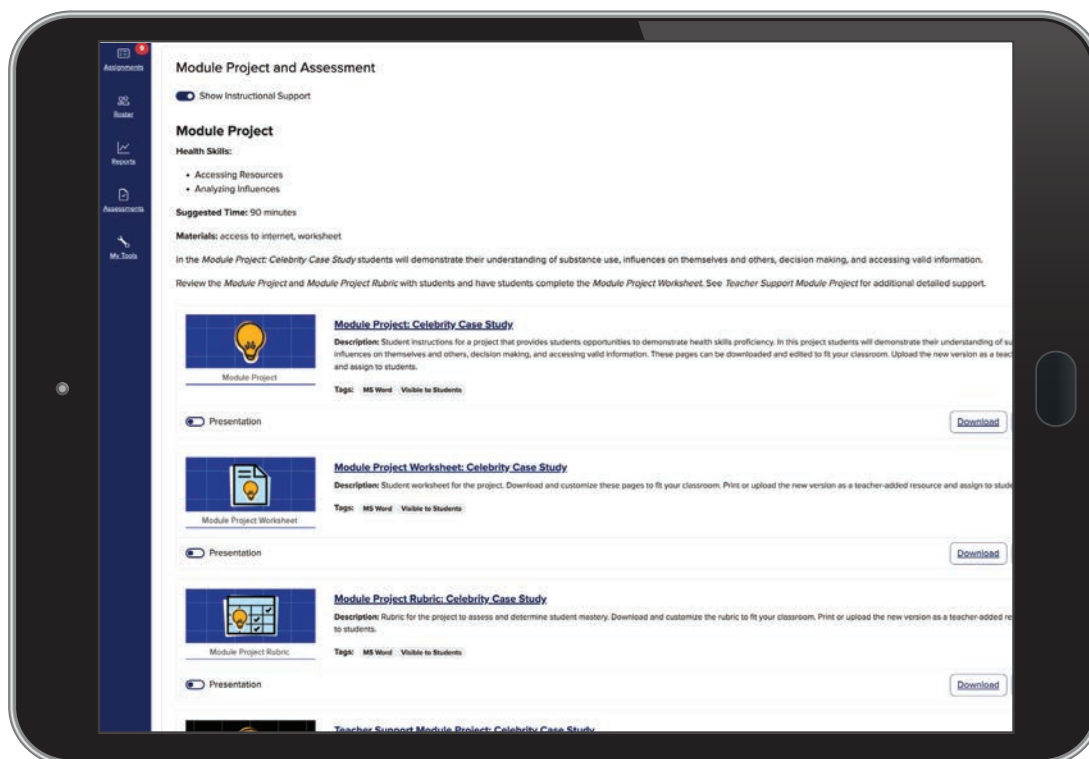 9
Assignments
Roster
Reports
Assessments
My Tools
Module Project and Assessment
Show Instructional Support
Module Project
Health Skills:
• Accessing Resources
• Analyzing Influences
Suggested Time: 90 minutes
Materials: access to internet, worksheet
In the Module Project: Celebrity Case Study students will demonstrate their understanding of substance use, influences on themselves and others, decision making, and accessing valid information.
Review the Module Project and Module Project Rubric with students and have students complete the Module Project Worksheet. See Teacher Support Module Project for additional detailed support.
Module Project
Module Project: Celebrity Case Study
Description: Student instructions for a project that provides students opportunities to demonstrate health skills proficiency. In this project students will demonstrate their understanding of su
influences on themselves and others, decision making, and accessing valid information. These pages can be downloaded and edited to fit your classroom. Upload the new version as a teac
and assign to students.
Tags: MS Word Visible to Students
Presentation
Download
Module Project Worksheet
Module Project Worksheet: Celebrity Case Study
Description: Student worksheet for the project. Download and customize these pages to fit your classroom. Print or upload the new version as a teacher-added resource and assign to stude
Tags: MS Word Visible to Students
Presentation
Download
Module Project Rubric
Module Project Rubric: Celebrity Case Study
Description: Rubric for the project to assess and determine student mastery. Download and customize the rubric to fit your classroom. Print or upload the new version as a teacher-added re
to students.
Tags: MS Word Visible to Students
Presentation
Download
Teacher Support Module Project: Celebrity Case Study